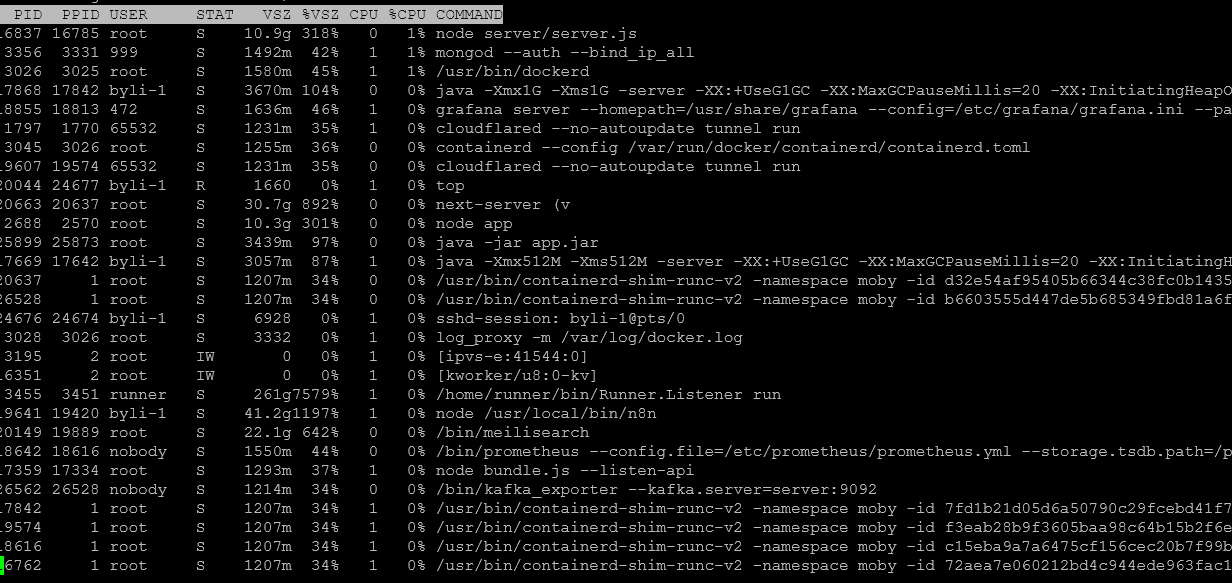 PID PPID USER STAT VSZ %VSZ CPU %CPU COMMAND
16837 16785 root S 10.9g 318% 0 1% node server/server.js
3356 3331 999 S 1492m 42% 1 1% mongod --auth --bind_ip_all
3026 3025 root S 1580m 45% 1 1% /usr/bin/dockerd
17868 17842 byli-1 S 3670m 104% 0 0% java -Xmx1G -Xms1G -server -XX:+UseG1GC -XX:MaxGCPauseMillis=20 -XX:InitiatingHeapO
18855 18813 472 S 1636m 46% 1 0% grafana server --homepath=/usr/share/grafana --config=/etc/grafana/grafana.ini --pa
1797 1770 65532 S 1231m 35% 1 0% cloudflared --no-autoupdate tunnel run
3045 3026 root S 1255m 36% 0 0% containerd --config /var/run/docker/containerd/containerd.toml
19607 19574 65532 S 1231m 35% 1 0% cloudflared --no-autoupdate tunnel run
20044 24677 byli-1 R 1660 0% 1 0% top
20663 20637 root S 30.7g 892% 0 0% next-server (v
2688 2570 root S 10.3g 301% 0 0% node app
25899 25873 root S 3439m 97% 0 0% java -jar app.jar
17669 17642 byli-1 S 3057m 87% 1 0% java -Xmx512M -Xms512M -server -XX:+UseG1GC -XX:MaxGCPauseMillis=20 -XX:InitiatingH
20637 1 root S 1207m 34% 0 0% /usr/bin/containerd-shim-runc-v2 -namespace moby -id d32e54af95405b66344c38fc0b1435
26528 1 root S 1207m 34% 0 0% /usr/bin/containerd-shim-runc-v2 -namespace moby -id b6603555d447de5b685349fbd81a6f
24676 24674 byli-1 S 6928 0% 1 0% sshd-session: byli-1@pts/0
3028 3026 root S 3332 0% 1 0% log_proxy -m /var/log/docker.log
3195 2 root IW 0 0% 1 0% [ipvs-e:41544:0]
16351 2 root IW 0 0% 1 0% [kworker/u8:0-kv]
3455 3451 runner S 261g7579% 1 0% /home/runner/bin/Runner.Listener run
19641 19420 byli-1 S 41.2g1197% 1 0% node /usr/local/bin/n8n
20149 19889 root S 22.1g 642% 0 0% /bin/meilisearch
18642 18616 nobody S 1550m 44% 0 0% /bin/prometheus --config.file=/etc/prometheus/prometheus.yml --storage.tsdb.path=/p
17359 17334 root S 1293m 37% 1 0% node bundle.js --listen-api
26562 26528 nobody S 1214m 34% 0 0% /bin/kafka_exporter --kafka.server=server:9092
17842 1 root S 1207m 34% 1 0% /usr/bin/containerd-shim-runc-v2 -namespace moby -id 7fd1b21d05d6a50790c29fcebd41f7
19574 1 root S 1207m 34% 1 0% /usr/bin/containerd-shim-runc-v2 -namespace moby -id f3eab28b9f3605baa98c64b15b2f6e
18616 1 root S 1207m 34% 1 0% /usr/bin/containerd-shim-runc-v2 -namespace moby -id c15eba9a7a6475cf156cec20b7f99b
6762 1 root S 1207m 34% 1 0% /usr/bin/containerd-shim-runc-v2 -namespace moby -id 72aea7e060212bd4c944ede963fac1